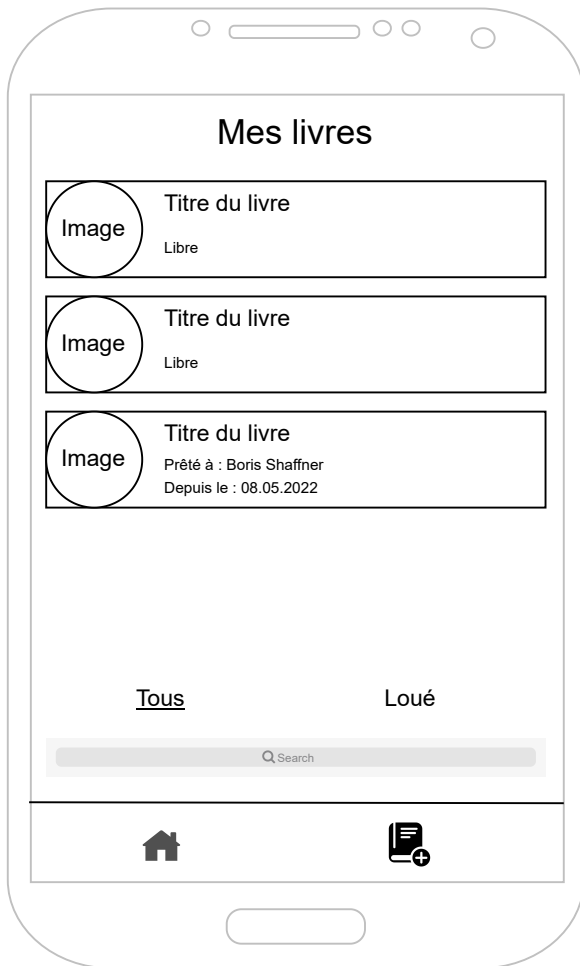 Mes livres
Image
Titre du livre
Libre
Image
Titre du livre
Libre
Image
Titre du livre
Prêté à : Boris Shaffner
Depuis le : 08.05.2022
Tous
Loué
Search